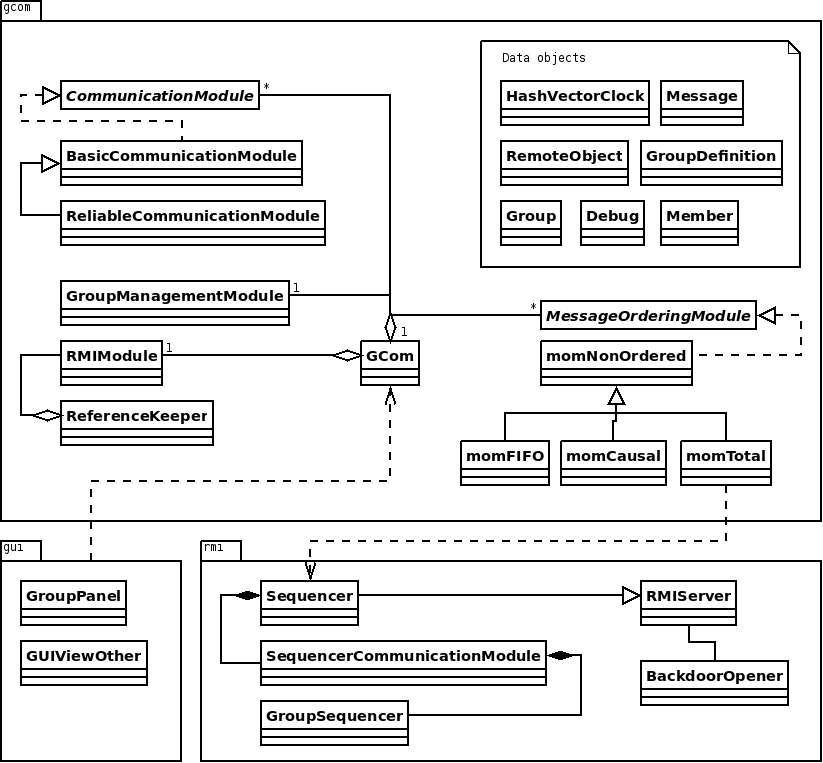 gcom
Data objects
CommunicationModule
*
HashVectorClock
Message
BasicCommunicationModule
RemoteObject
GroupDefinition
ReliableCommunicationModule
Group
Debug
Member
GroupManagementModule
1
*
MessageOrderingModule
1
RMIModule
1
GCom
momNonOrdered
ReferenceKeeper
momFIFO
momCausal
momTotal
gui
rmi
GroupPanel
Sequencer
RMIServer
GUIViewOther
SequencerCommunicationModule
BackdoorOpener
GroupSequencer